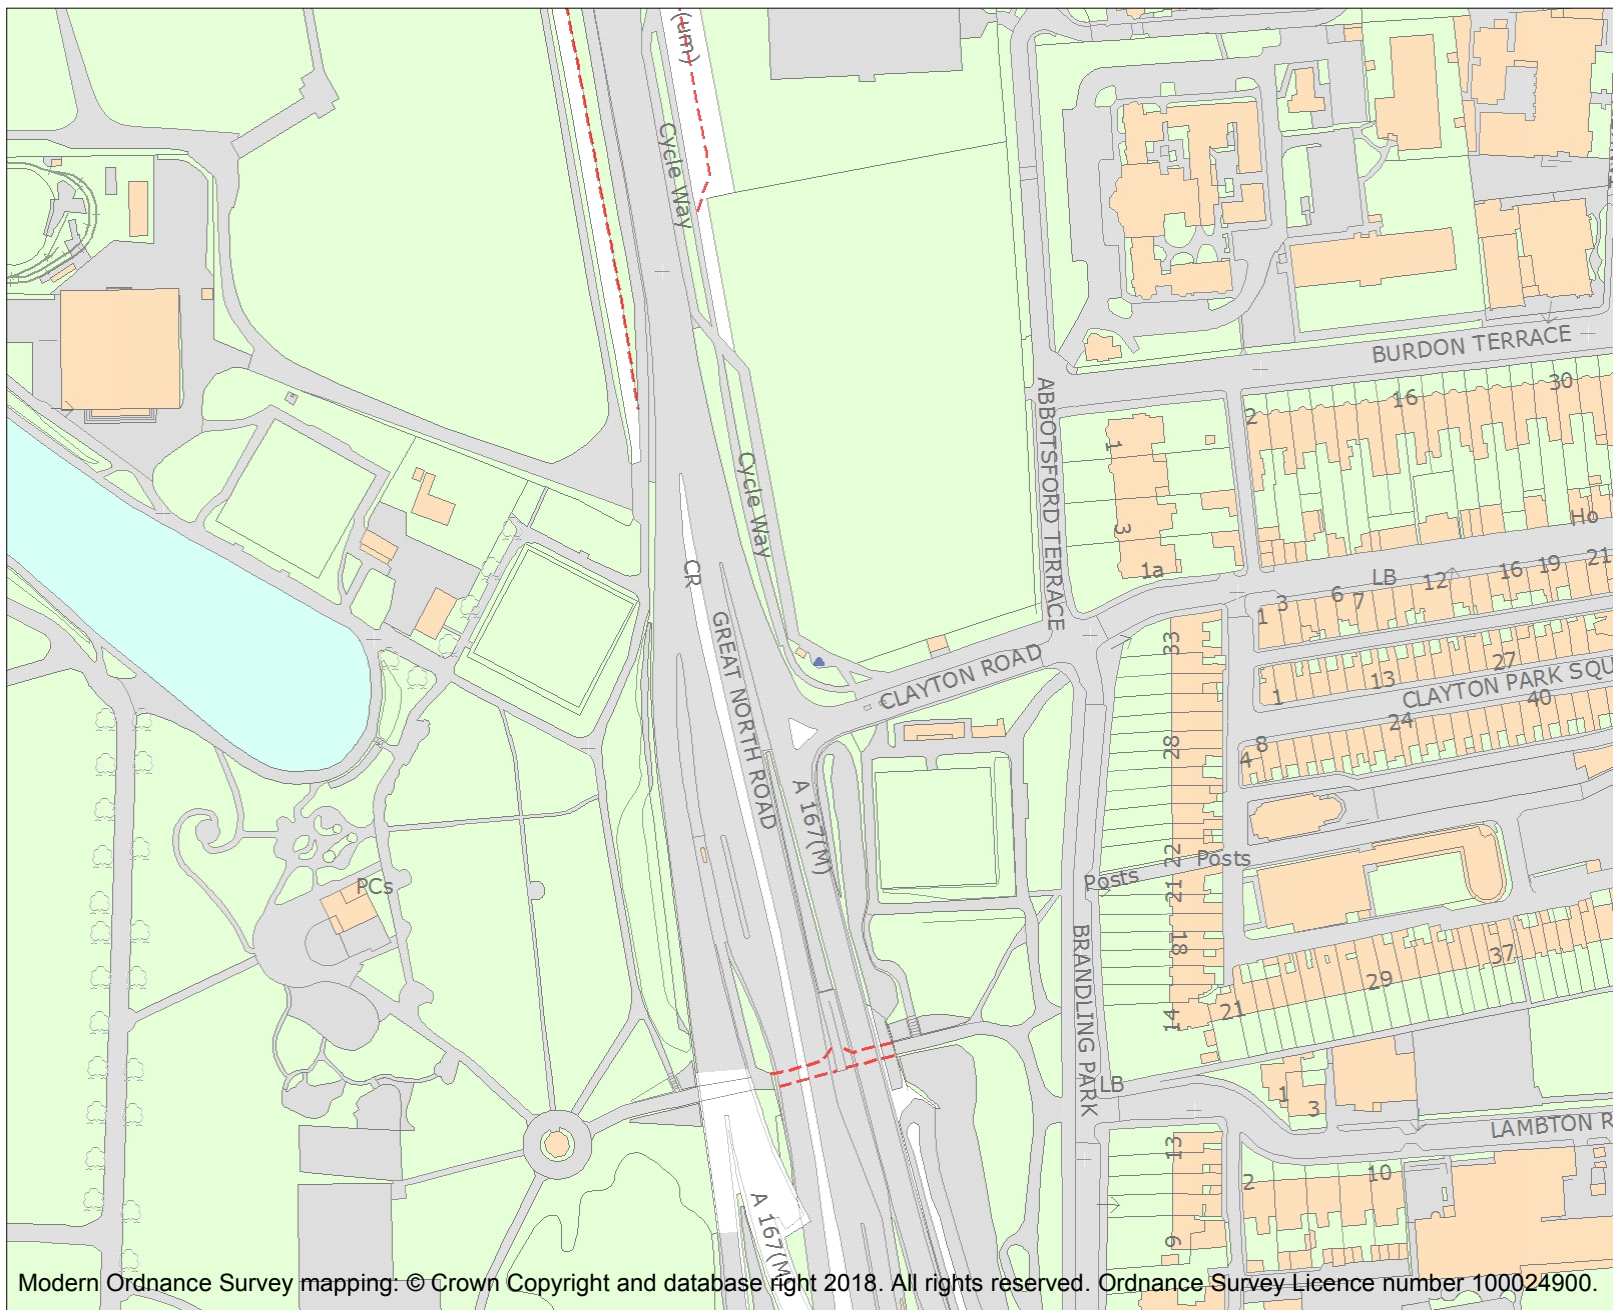 (um)
Cycle Way
BURDON TERRACE
30
16
2
ABBOTSFORD TERRACE
1
3
1a
Cycle Way
Ho
CR
LB
12
16
19
21
6
7
3
1
GREAT NORTH ROAD
33
CLAYTON ROAD
27
13
1
CLAYTON PARK SQU
40
24
8
4
28
A 167(M)
22
Posts
Posts
21
PCs
BRANDLING PARK
18
37
29
21
14
LB
1
3
LAMBTON R
13
10
2
A 167(M
9
Modern Ordnance Survey mapping: © Crown Copyright and database right 2018. All rights reserved. Ordnance Survey Licence number 100024900.